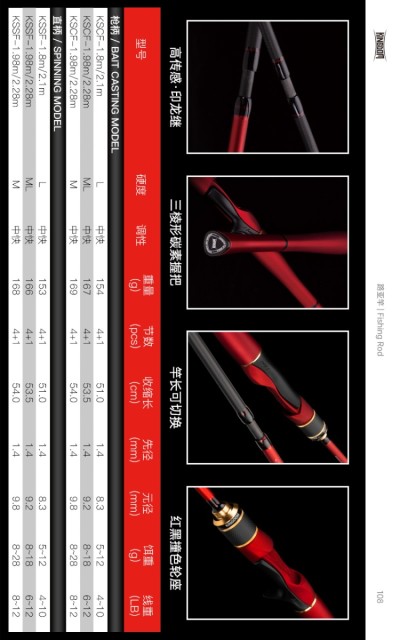 KINGDOM
路亚竿 | Fishing Rod
108
高传感·印龙继
三棱形碳素握把
竿长可切换
红黑撞色轮座
型号 硬度 调性 重量(g) 节数(pcs) 收缩长(cm) 先径(mm) 元径(mm) 饵重(g) 线重(LB)
枪柄 / BAIT CASTING MODEL
KSCF-1.8m/2.1m L 中快 154 4+1 51.0 1.4 8.3 5-12 4-10
KSCF-1.98m/2.28m ML 中快 167 4+1 53.5 1.4 9.2 8-18 6-12
KSCF-1.98m/2.28m M 中快 169 4+1 54.0 1.4 9.8 8-28 8-12
直柄 / SPINNING MODEL
KSSF-1.8m/2.1m L 中快 153 4+1 51.0 1.4 8.3 5-12 4-10
KSSF-1.98m/2.28m ML 中快 166 4+1 53.5 1.4 9.2 8-18 6-12
KSSF-1.98m/2.28m M 中快 168 4+1 54.0 1.4 9.8 8-28 8-12